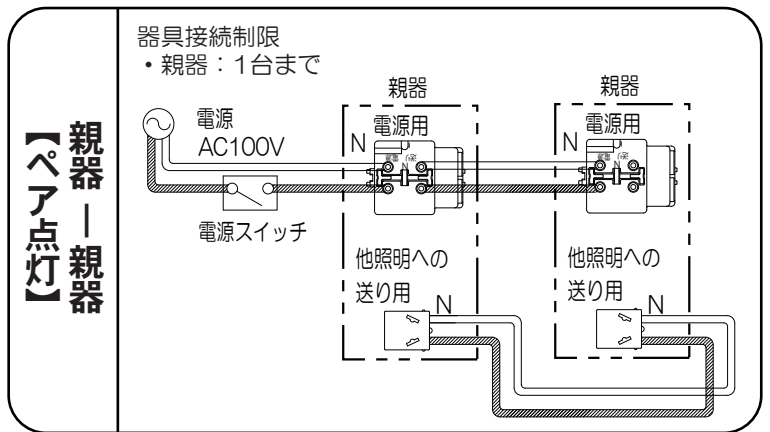 親器 ― 親器
【ペア点灯】
器具接続制限
・親器：1台まで
電源
AC100V
電源スイッチ
親器
電源用
N
N
他照明への
送り用
N
親器
電源用
N
他照明への
送り用
N